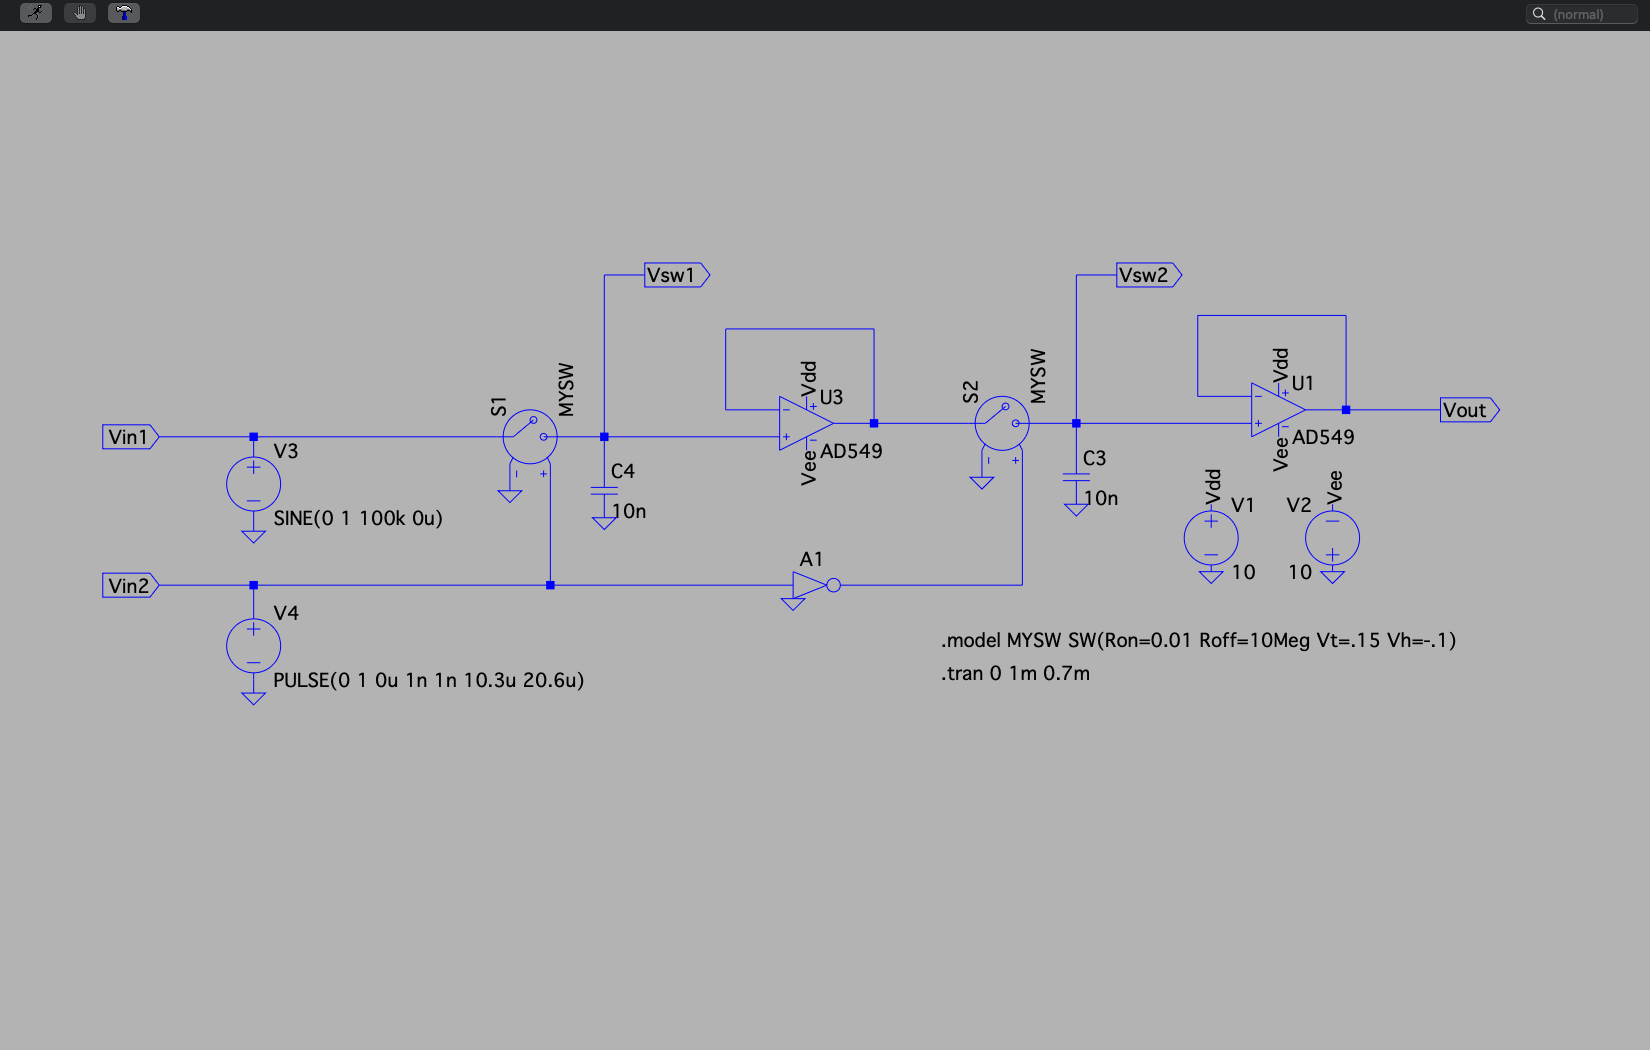 (normal)
Vsw1
Vsw2
Vin1
V3
SINE(0 1 100k 0u)
S1
MYSW
C4
10n
Vdd
U3
AD549
Vee
S2
MYSW
C3
10n
Vdd
U1
AD549
Vee
Vout
Vdd
V1
10
Vee
V2
10
Vin2
V4
PULSE(0 1 0u 1n 1n 10.3u 20.6u)
A1
.model MYSW SW(Ron=0.01 Roff=10Meg Vt=.15 Vh=-.1)
.tran 0 1m 0.7m